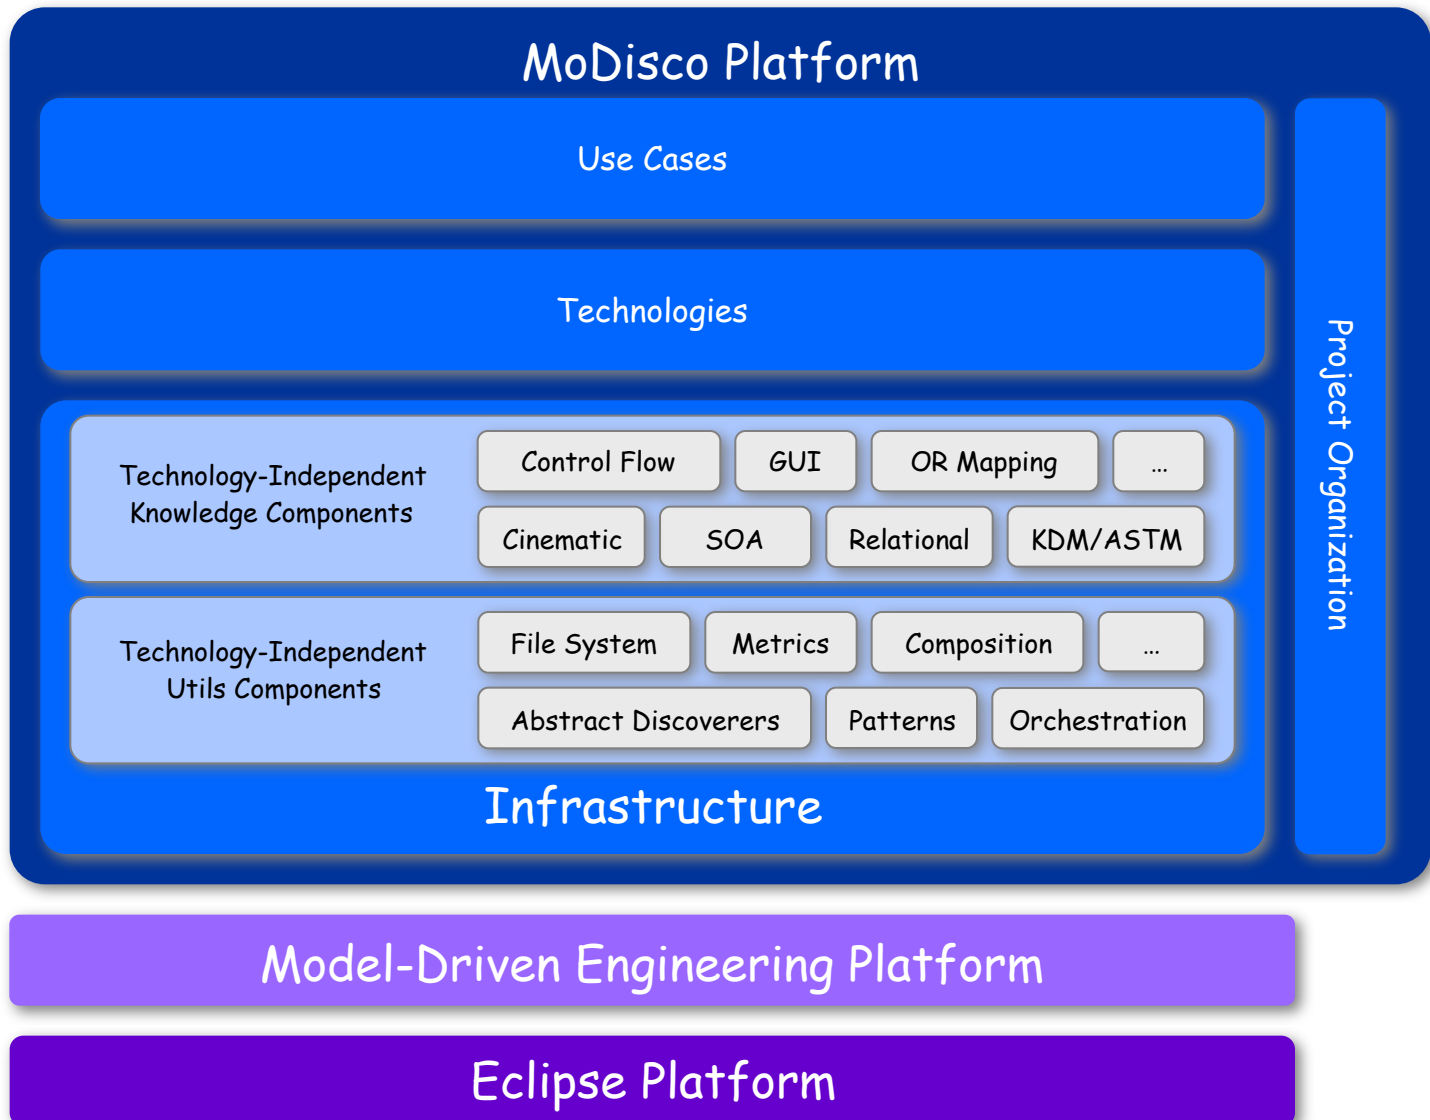 MoDisco Platform
Use Cases
Technologies
Project Organization
Technology-Independent
Knowledge Components
Control Flow
GUI
OR Mapping
...
Cinematic
SOA
Relational
KDM/ASTM
Technology-Independent
Utils Components
File System
Metrics
Composition
...
Abstract Discoverers
Patterns
Orchestration
Infrastructure
Model-Driven Engineering Platform
Eclipse Platform